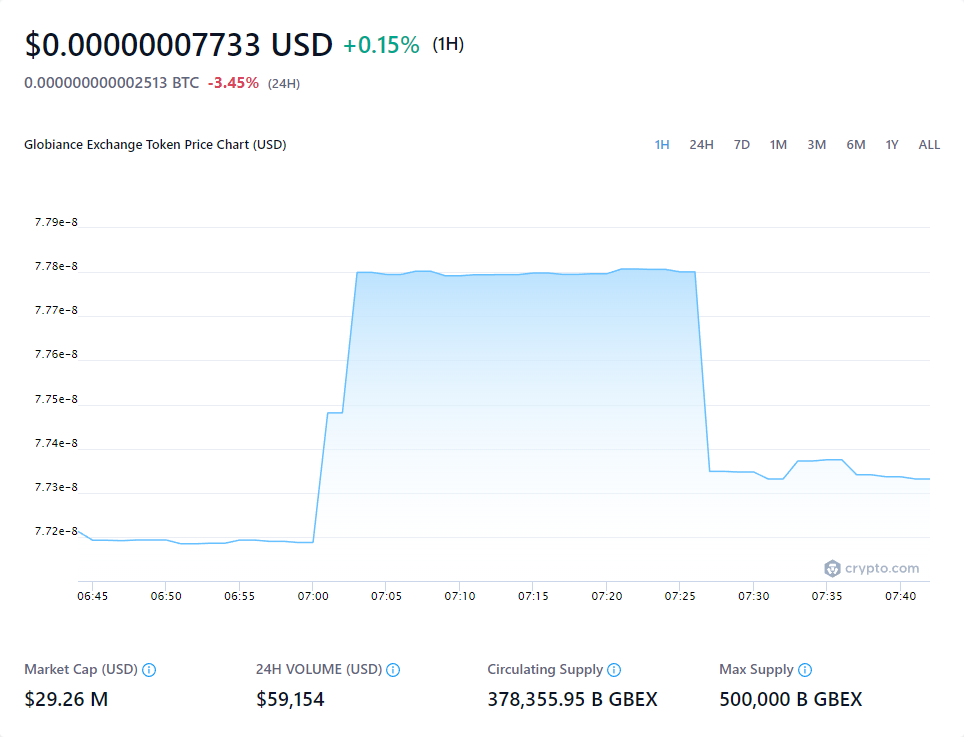 $0.00000007733 USD +0.15% (1H)
0.000000000002513 BTC -3.45% (24H)
Globiance Exchange Token Price Chart (USD) 1H 24H 7D 1M 3M 6M 1Y ALL
7.79e-8
7.78e-8
7.77e-8
7.76e-8
7.75e-8
7.74e-8
7.73e-8
7.72e-8
crypto.com
06:45 06:50 06:55 07:00 07:05 07:10 07:15 07:20 07:25 07:30 07:35 07:40
Market Cap (USD) 24H VOLUME (USD) Circulating Supply Max Supply
$29.26 M $59,154 378,355.95 B GBEX 500,000 B GBEX